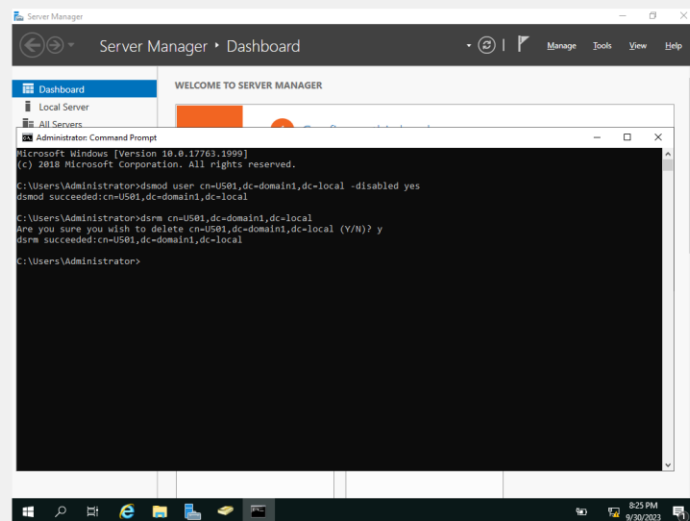 Server Manager
Server Manager • Dashboard
Manage Tools View Help
Dashboard
Local Server
All Servers
WELCOME TO SERVER MANAGER
Administrator: Command Prompt
Microsoft Windows [Version 10.0.17763.1999]
(c) 2018 Microsoft Corporation. All rights reserved.
C:\Users\Administrator>dsmod user cn=U501,dc=domain1,dc=local -disabled yes
dsmod succeeded:cn=U501,dc=domain1,dc=local
C:\Users\Administrator>dsrm cn=U501,dc=domain1,dc=local
Are you sure you wish to delete cn=U501,dc=domain1,dc=local (Y/N)? y
dsrm succeeded:cn=U501,dc=domain1,dc=local
C:\Users\Administrator>
8:25 PM
9/30/2023